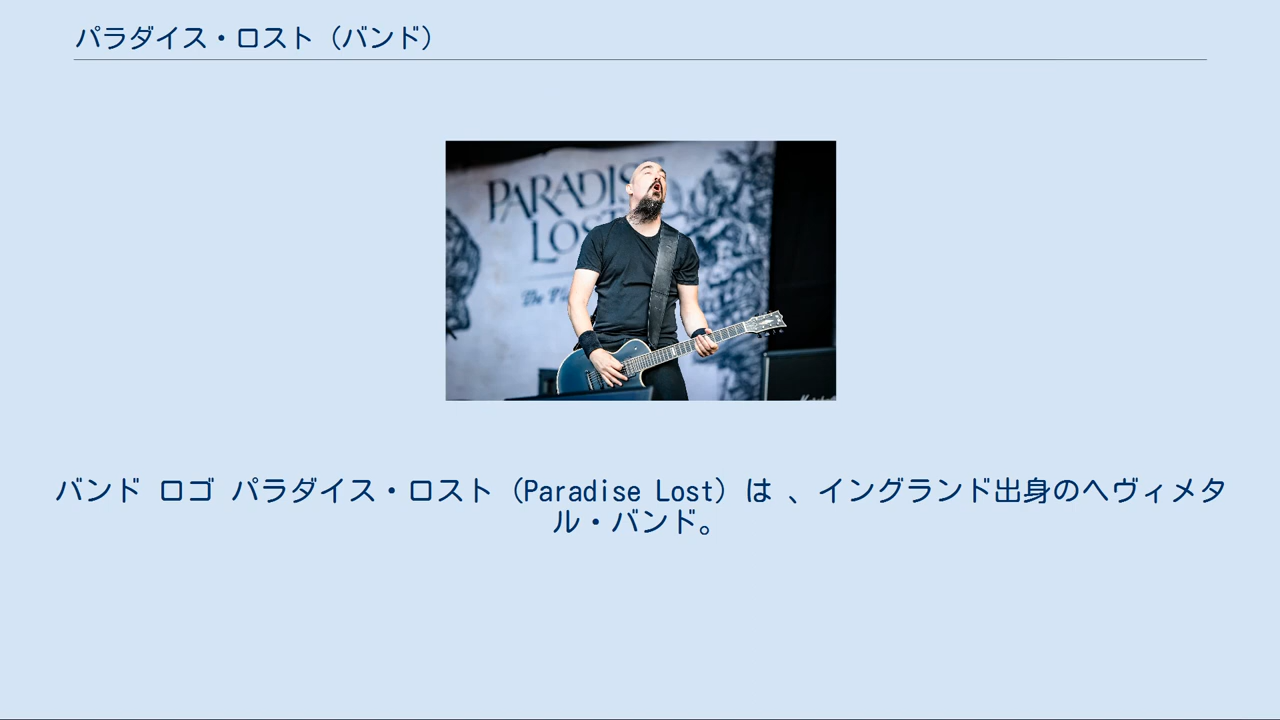 パラダイス・ロスト（バンド）
PARADISE
LOST
バンド ロゴ パラダイス・ロスト（Paradise Lost）は 、イングランド出身のヘヴィメタ
ル・バンド。